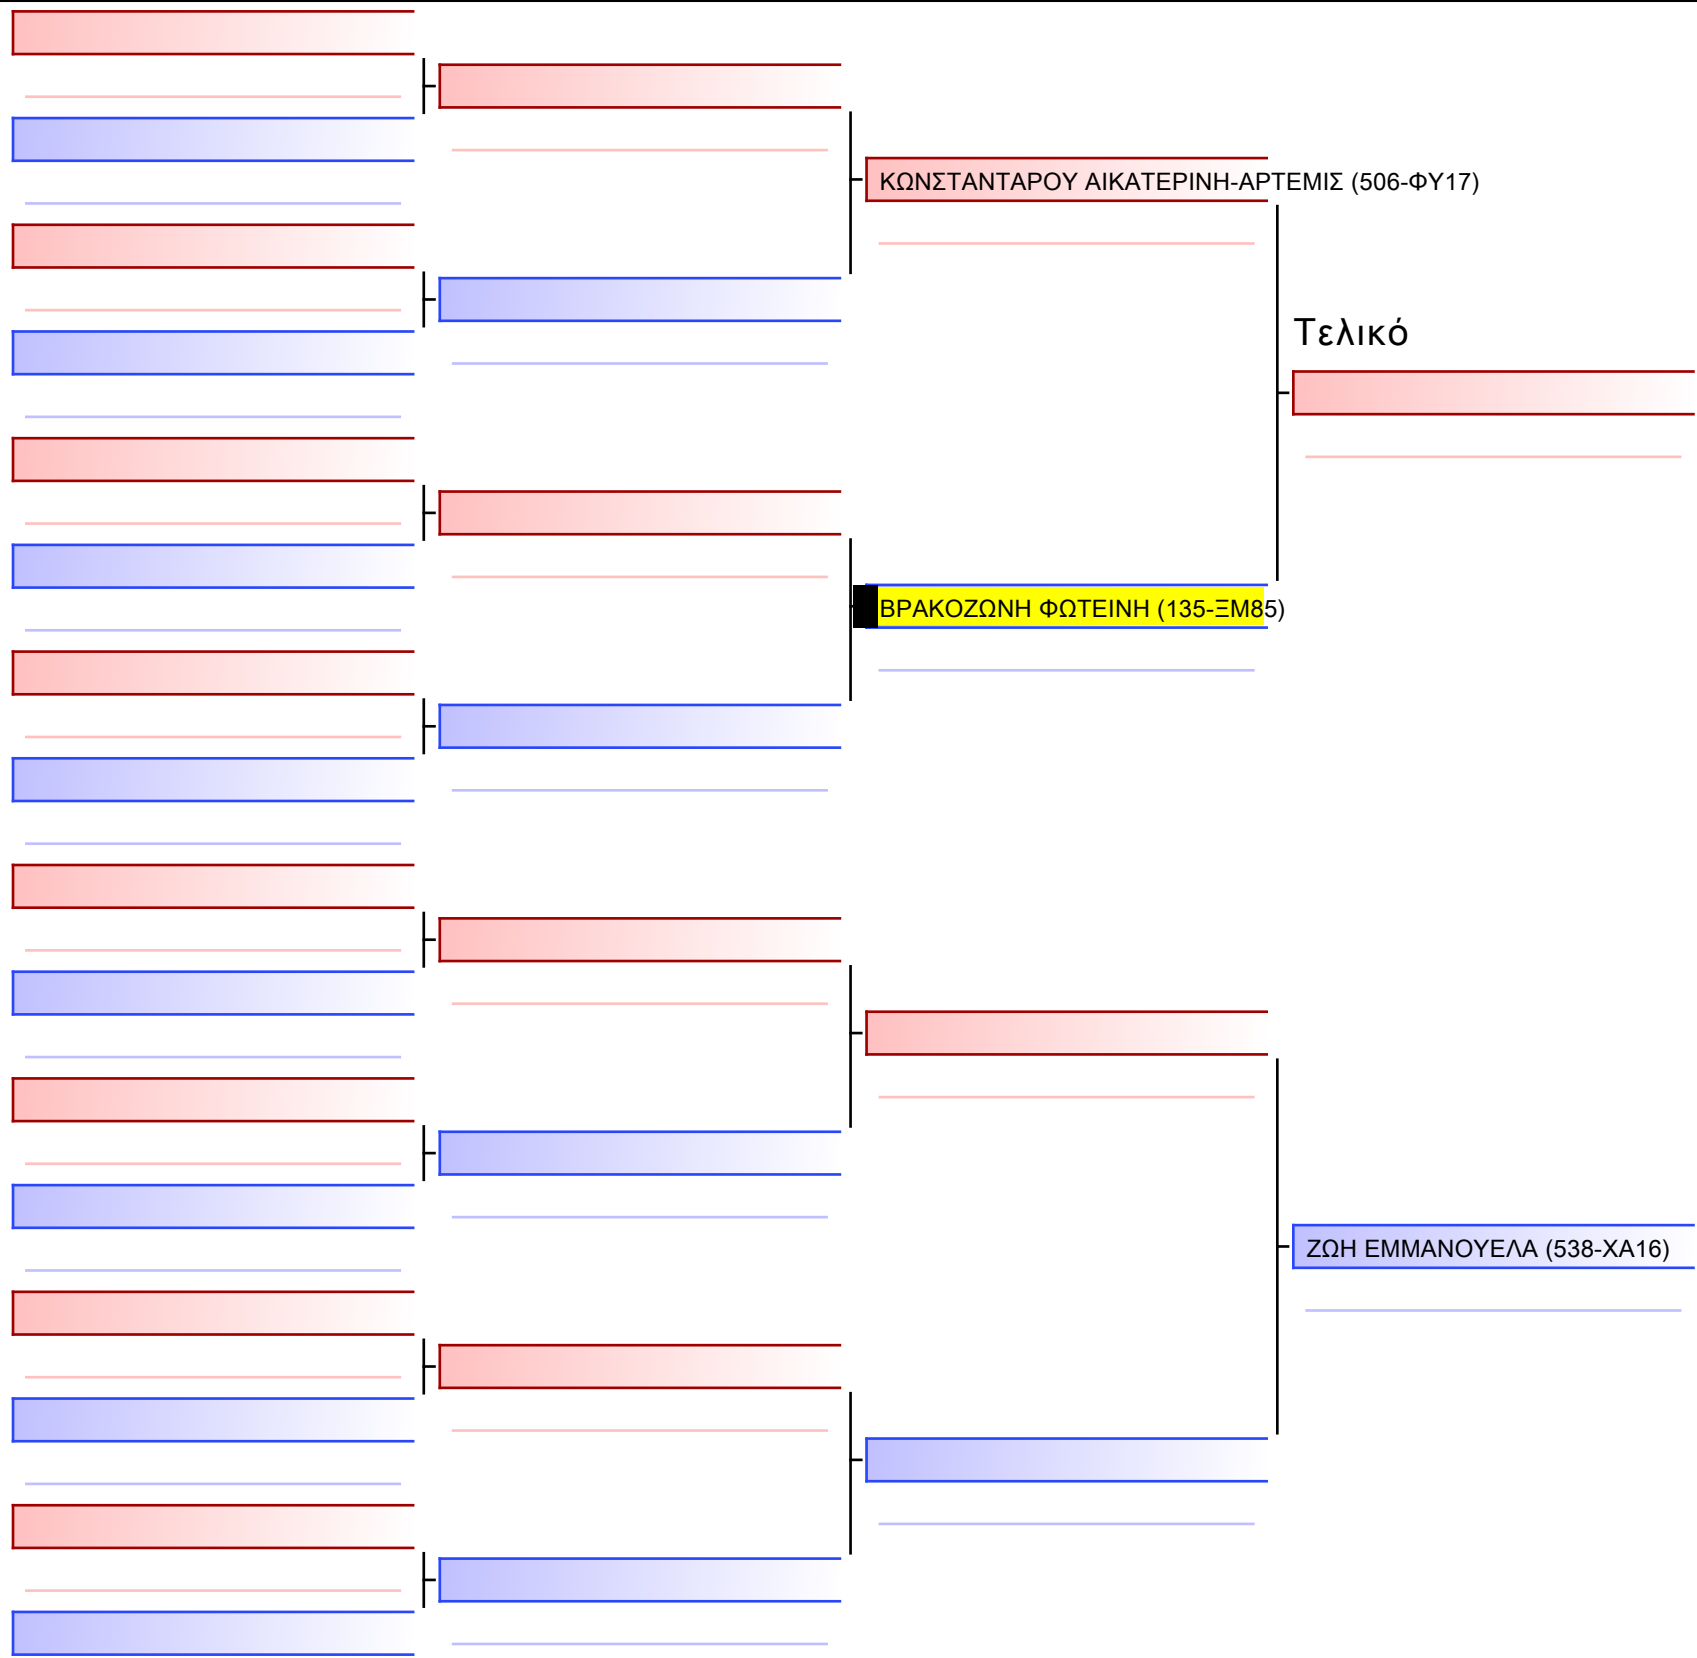 ΚΩΝΣΤΑΝΤΑΡΟΥ ΑΙΚΑΤΕΡΙΝΗ-ΑΡΤΕΜΙΣ (506-ΦΥ17)
Τελικό
ΒΡΑΚΟΖΩΝΗ ΦΩΤΕΙΝΗ (135-ΞΜ85)
ΖΩΗ ΕΜΜΑΝΟΥΕΛΑ (538-ΧΑ16)